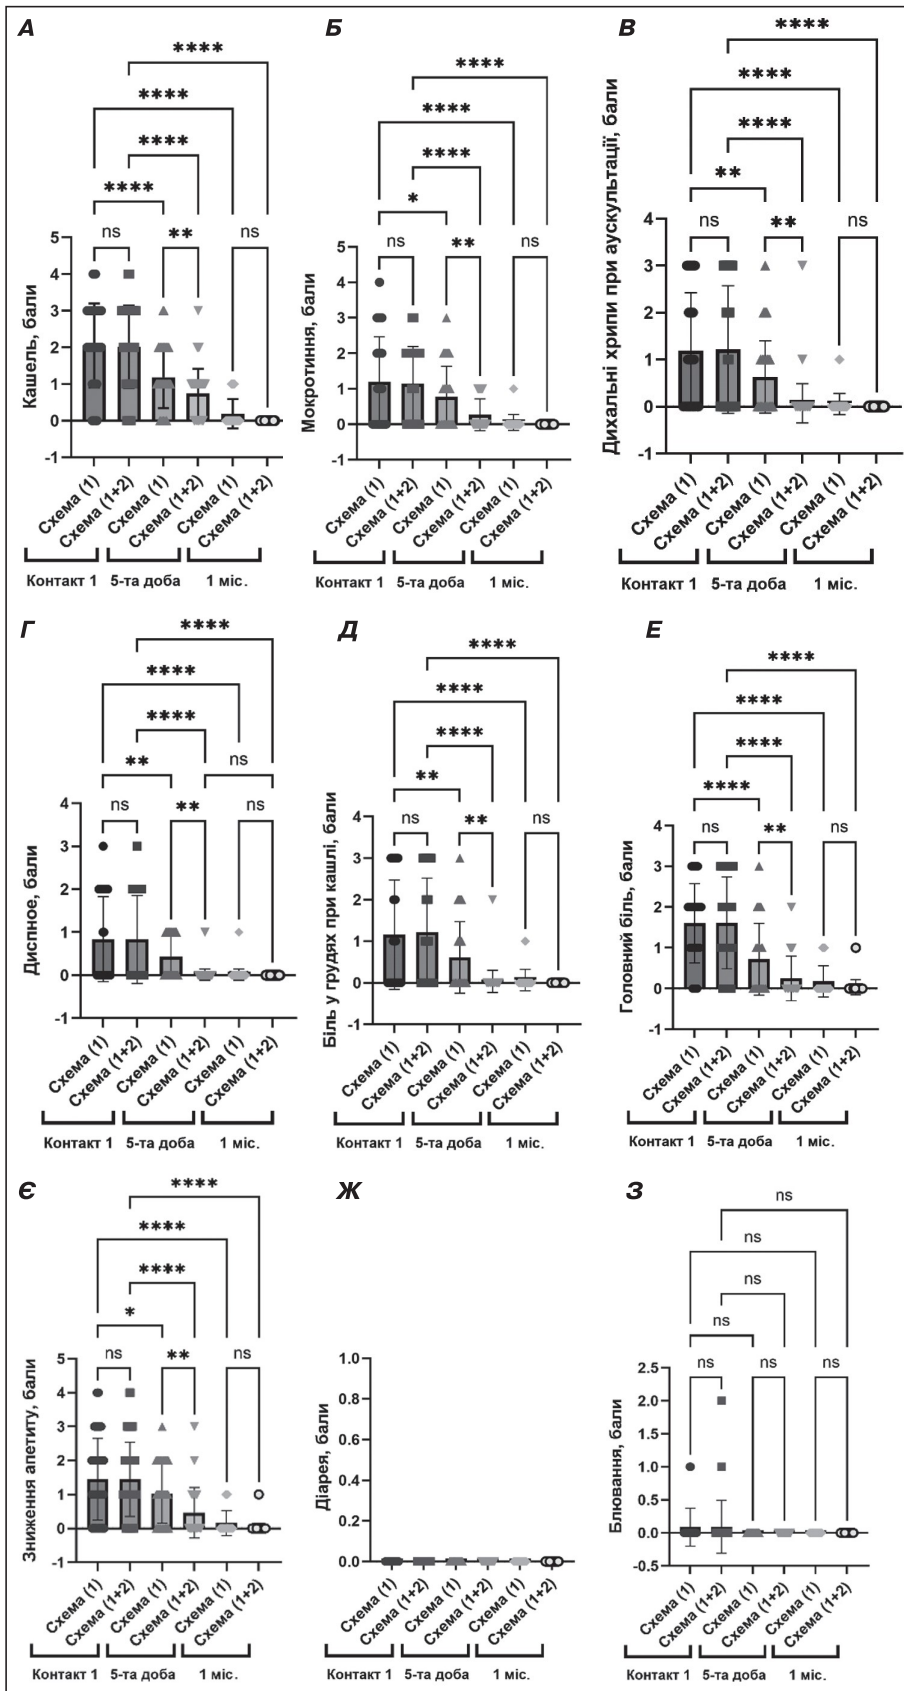 А
****
****
****
****
ns
**
Кашель, бали
5
4
3
2
1
0
-1
Схема (1)
Схема (1+2)
Схема (1)
Схема (1+2)
Схема (1)
Схема (1+2)
Контакт 1
5-та доба
1 міс.
Б
****
****
****
*
ns
**
ns
Мокротиння, бали
5
4
3
2
1
0
-1
Схема (1)
Схема (1+2)
Схема (1)
Схема (1+2)
Схема (1)
Схема (1+2)
Контакт 1
5-та доба
1 міс.
В
****
****
****
**
ns
**
ns
Дихальні хрипи при аускультації, бали
4
3
2
1
0
-1
Схема (1)
Схема (1+2)
Схема (1)
Схема (1+2)
Схема (1)
Схема (1+2)
Контакт 1
5-та доба
1 міс.
Г
****
****
****
**
ns
ns
**
ns
Диспное, бали
4
3
2
1
0
-1
Схема (1)
Схема (1+2)
Схема (1)
Схема (1+2)
Схема (1)
Схема (1+2)
Контакт 1
5-та доба
1 міс.
Д
****
****
****
**
ns
**
ns
Біль у грудях при кашлі, бали
4
3
2
1
0
-1
Схема (1)
Схема (1+2)
Схема (1)
Схема (1+2)
Схема (1)
Схема (1+2)
Контакт 1
5-та доба
1 міс.
Е
****
****
****
****
ns
**
ns
Головний біль, бали
4
3
2
1
0
-1
Схема (1)
Схема (1+2)
Схема (1)
Схема (1+2)
Схема (1)
Схема (1+2)
Контакт 1
5-та доба
1 міс.
Є
****
****
****
*
ns
**
ns
Зниження апетиту, бали
5
4
3
2
1
0
-1
Схема (1)
Схема (1+2)
Схема (1)
Схема (1+2)
Схема (1)
Схема (1+2)
Контакт 1
5-та доба
1 міс.
Ж
Діарея, бали
1.0
0.8
0.6
0.4
0.2
0.0
Схема (1)
Схема (1+2)
Схема (1)
Схема (1+2)
Схема (1)
Схема (1+2)
Контакт 1
5-та доба
1 міс.
З
ns
ns
ns
ns
ns
ns
ns
Блювання, бали
2.5
2.0
1.5
1.0
0.5
0.0
-0.5
Схема (1)
Схема (1+2)
Схема (1)
Схема (1+2)
Схема (1)
Схема (1+2)
Контакт 1
5-та доба
1 міс.